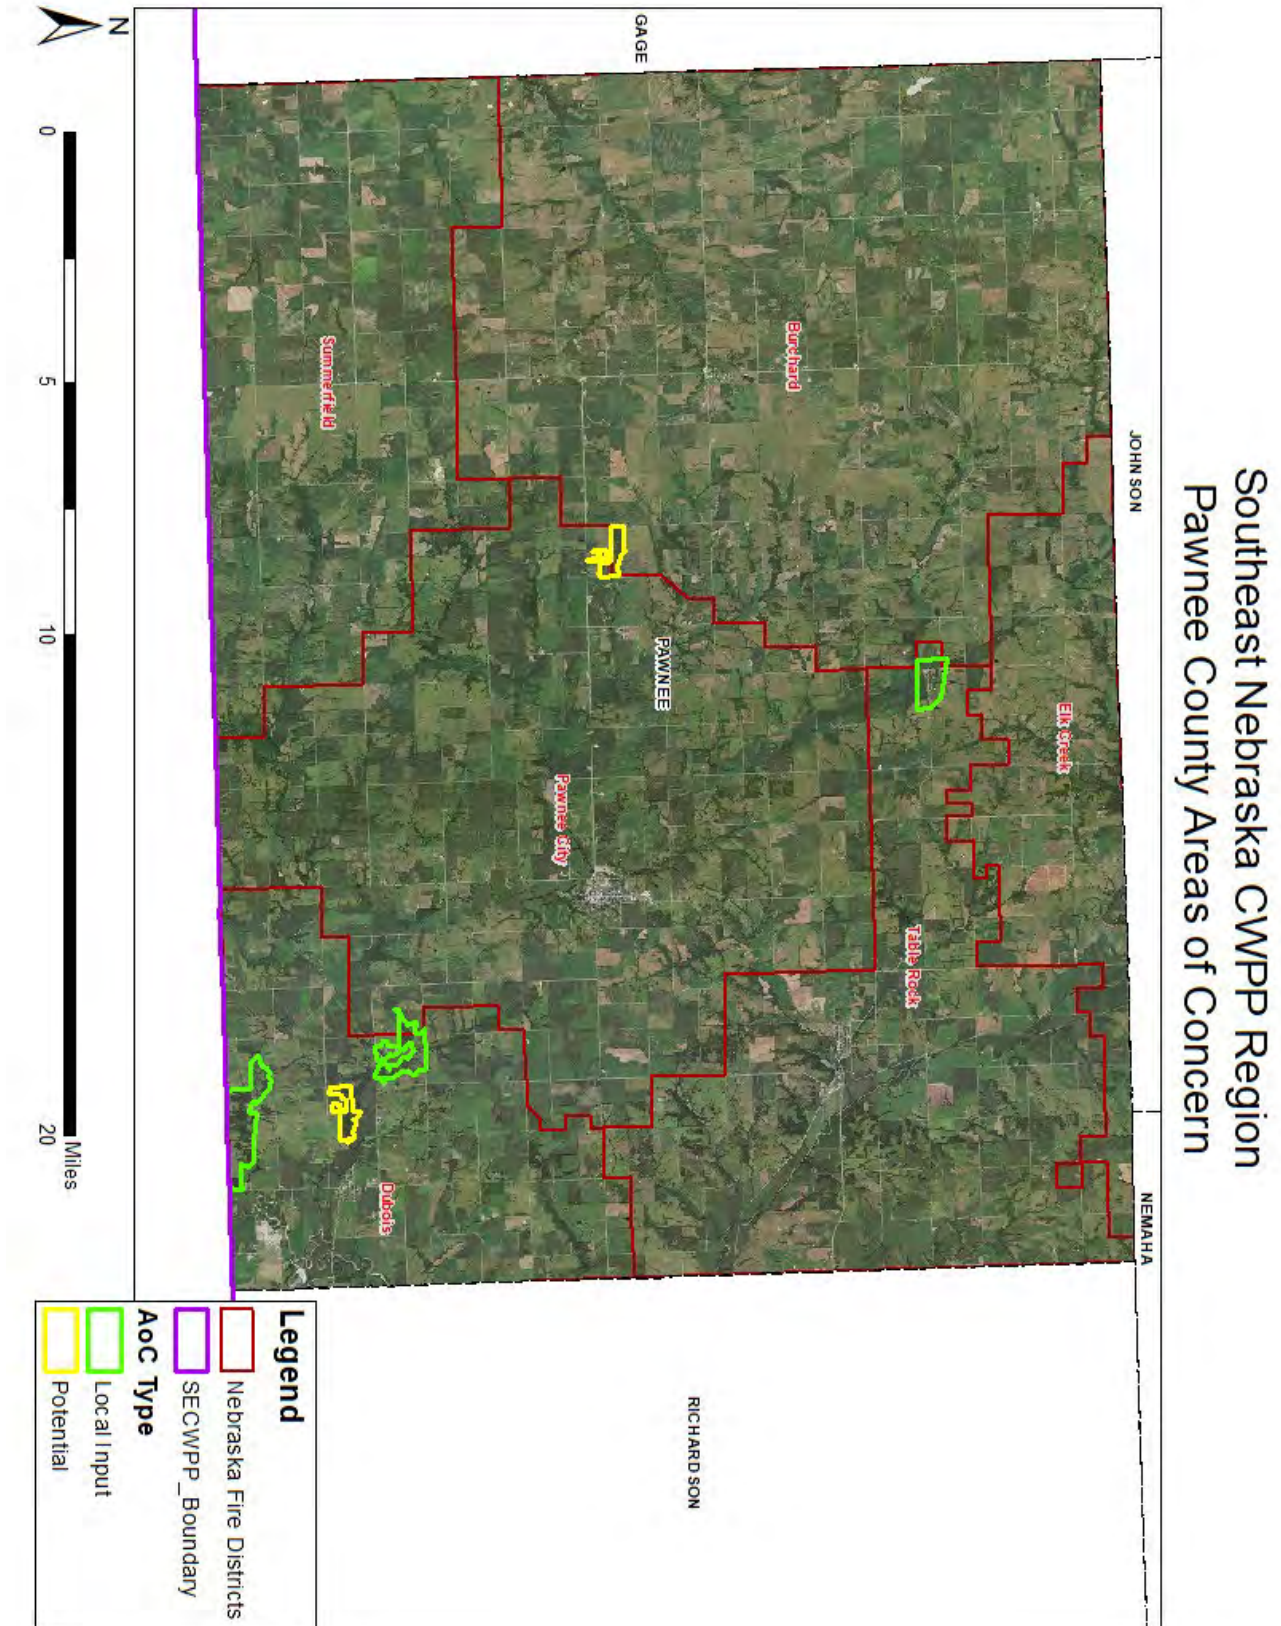 Southeast Nebraska CWPP Region
Pawnee County Areas of Concern
JOHNSON
NEMAHA
GAGE
RICHARDSON
PAWNEE
Elk Creek
Table Rock
Burchard
Pawnee City
Summerfield
Dubois
N
0
5
10
20
Miles
Legend
Nebraska Fire Districts
SECWPP_Boundary
AoC Type
Local Input
Potential